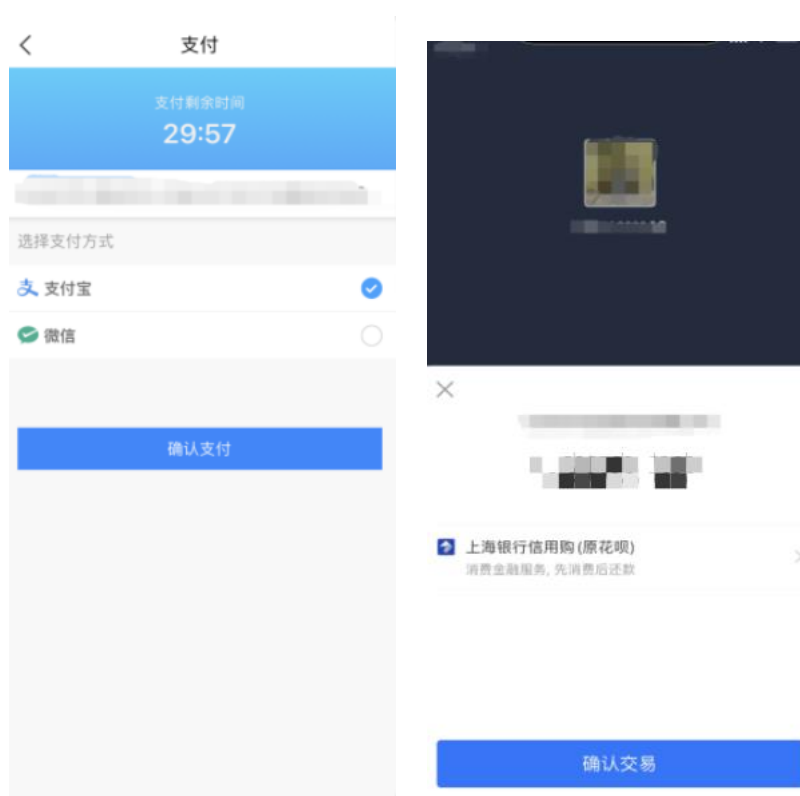 支付
支付剩余时间
29:57
选择支付方式
支付宝
微信
确认支付
上海银行信用购(原花呗)
消费金融服务, 先消费后还款
确认交易